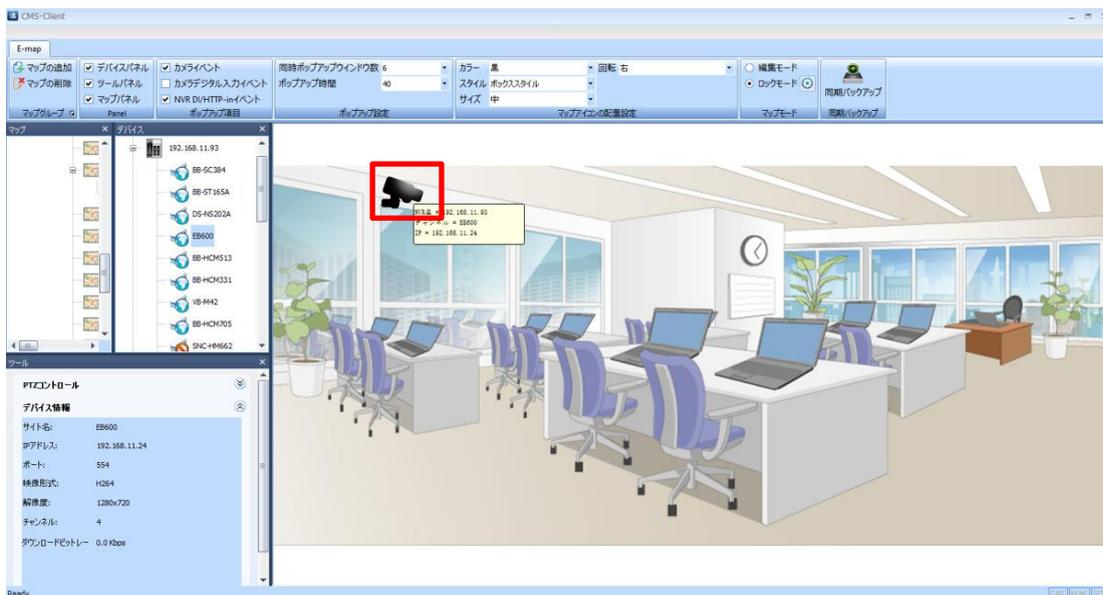 CMS-Client
E-map
マップの追加
マップの削除
マップグループ
デバイスパネル
ツールパネル
マップパネル
Panel
カメライベント
カメラデジタル入力イベント
NVR DI/HTTP-inイベント
ポップアップ項目
同時ポップアップウインドウ数 6
ポップアップ時間 40
ポップアップ設定
カラー 黒
スタイル ボックススタイル
サイズ 中
回転 右
マップアイコンの配置設定
編集モード
ロックモード
マップモード
同期バックアップ
同期バックアップ
マップ
デバイス
192.168.11.93
BB-SC384
BB-ST165A
DS-NS202A
EB600
BB-HCM513
BB-HCM331
VB-M42
BB-HCM705
SNC-HM662
NVR名 = 192.168.11.93
チャンネル = EB600
IP = 192.168.11.24
ツール
PTZコントロール
デバイス情報
サイト名: EB600
IPアドレス: 192.168.11.24
ポート: 554
映像形式: H264
解像度: 1280x720
チャンネル: 4
ダウンロードビットレー 0.0 Kbps
Ready
CAP NUM